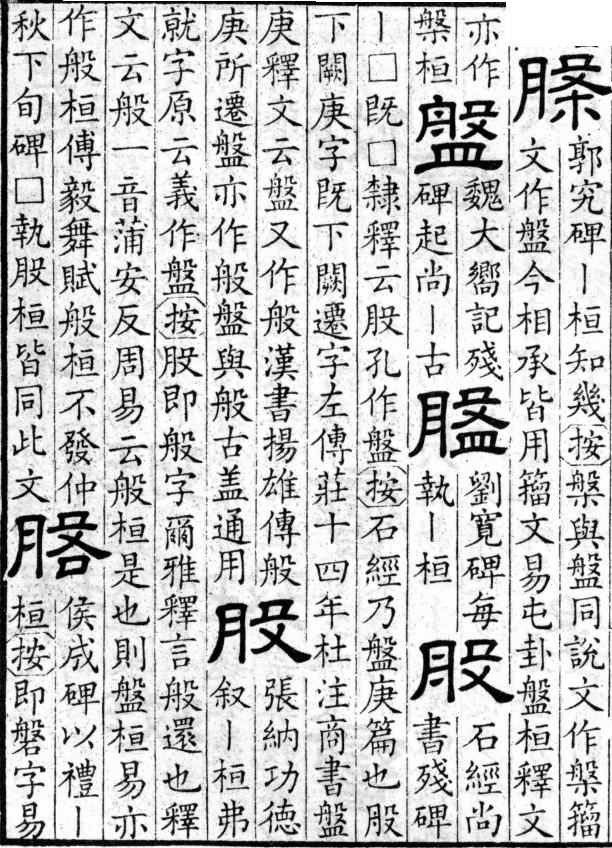 槃
郭究碑丨桓知幾按槃與盤同說文作槃籀
文作盤今相承皆用籀文易屯卦盤桓釋文
亦作
槃桓
盤
魏大嚮記殘
碑起尚丨古
盤
劉寬碑每
執丨桓
股
石經尚
書殘碑
丨□既□隸釋云股孔作盤按石經乃盤庚篇也股
下闕庚字既下闕遷字左傳莊十四年杜注商書盤
庚釋文云盤又作般漢書揚雄傳般
庚所遷盤亦作般盤與般古盖通用
股
張納功德
叙丨桓弗
就字原云義作盤按股即般字爾雅釋言般還也釋
文云般一音蒲安反周易云般桓是也則盤桓易亦
作般桓傅毅舞賦般桓不發仲
秋下旬碑□執股桓皆同此文
磐
侯成碑以禮丨
桓按即磐字易